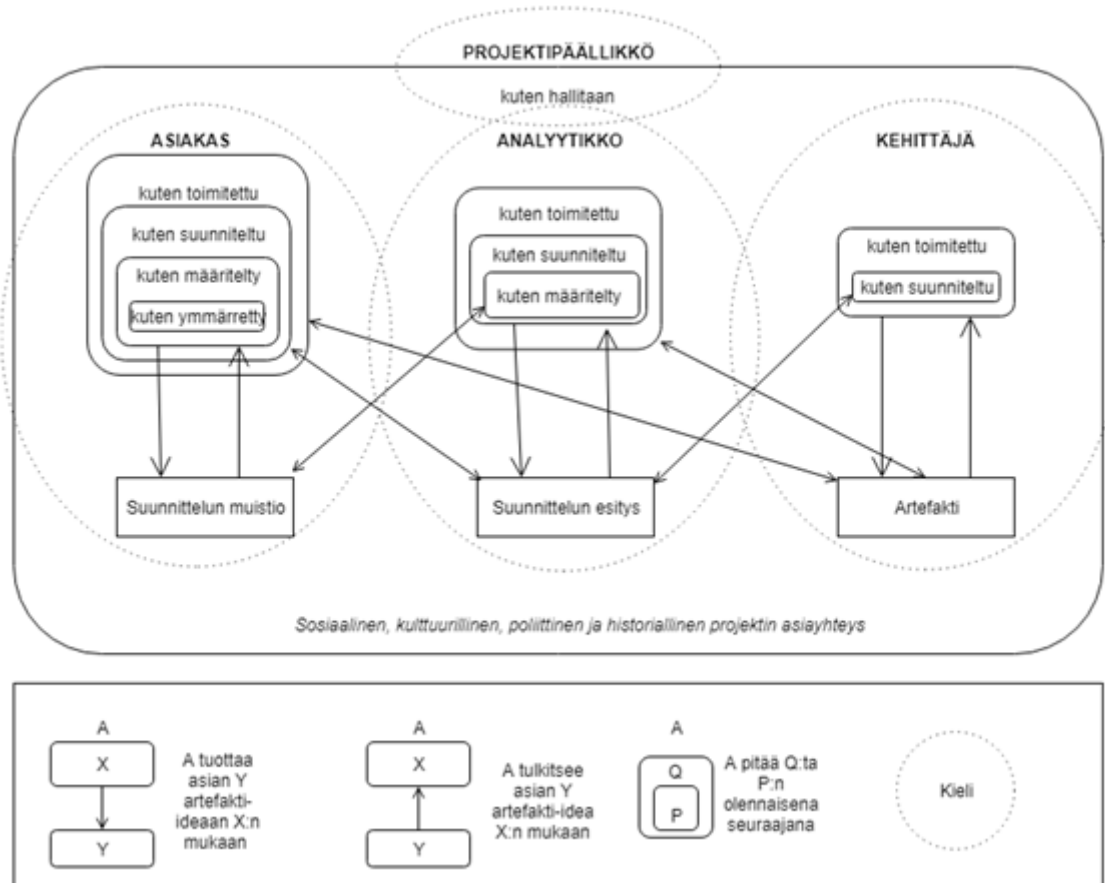 PROJEKTIPÄÄLLIKKÖ
kuten hallitaan
ASIAKAS
kuten toimitettu
kuten suunniteltu
kuten määritelty
kuten ymmärretty
ANALYYTIKKO
kuten toimitettu
kuten suunniteltu
kuten määritelty
KEHITTÄJÄ
kuten toimitettu
kuten suunniteltu
Suunnittelun muistio
Suunnittelun esitys
Artefakti
Sosiaalinen, kulttuurillinen, poliittinen ja historiallinen projektin asiayhteys
A
X
Y
A tuottaa
asian Y
artefakti-
ideaan X:n
mukaan
A
X
Y
A tulkitsee
asian Y
artefakti-idea
X:n mukaan
A
Q
P
A pitää Q:ta
P:n
olennaisena
seuraajana
Kieli